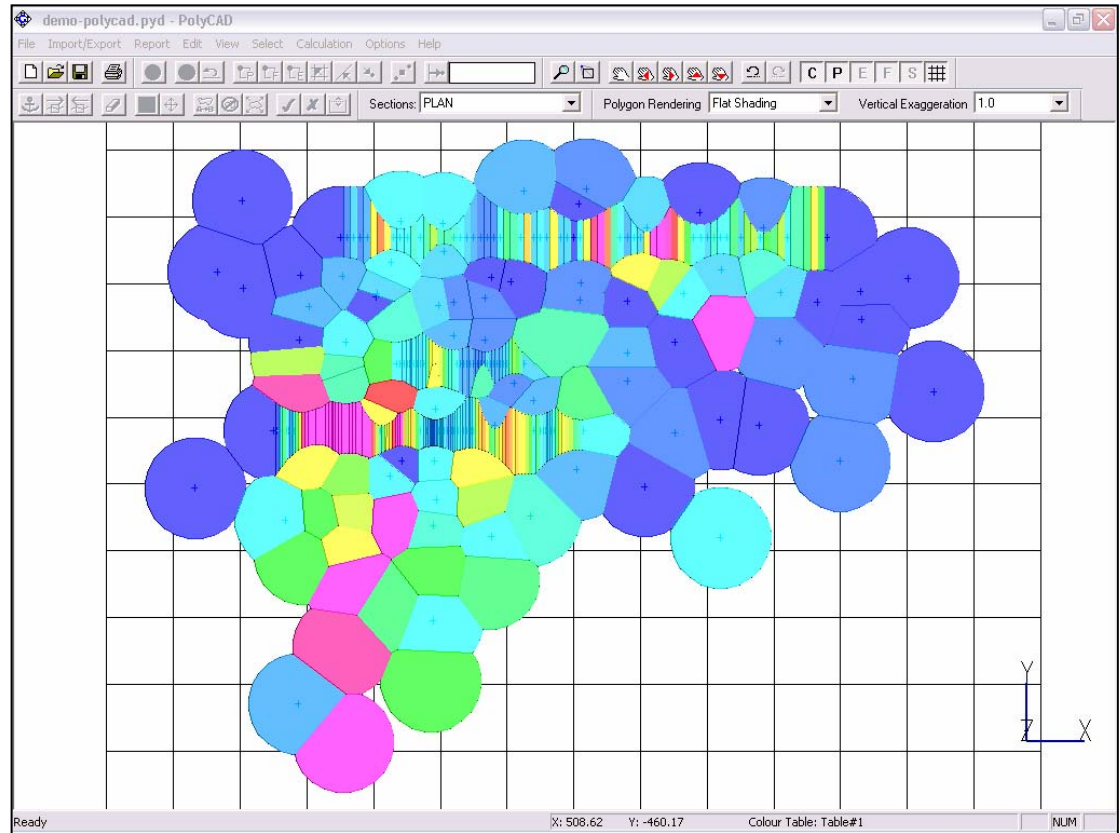 demo-polycad.pyd - PolyCAD
File Import/Export Report Edit View Select Calculation Options Help
C P E F S
Sections: PLAN Polygon Rendering Flat Shading Vertical Exaggeration 1.0
Y
Z X
Ready X: 508.62 Y: -460.17 Colour Table: Table#1 NUM